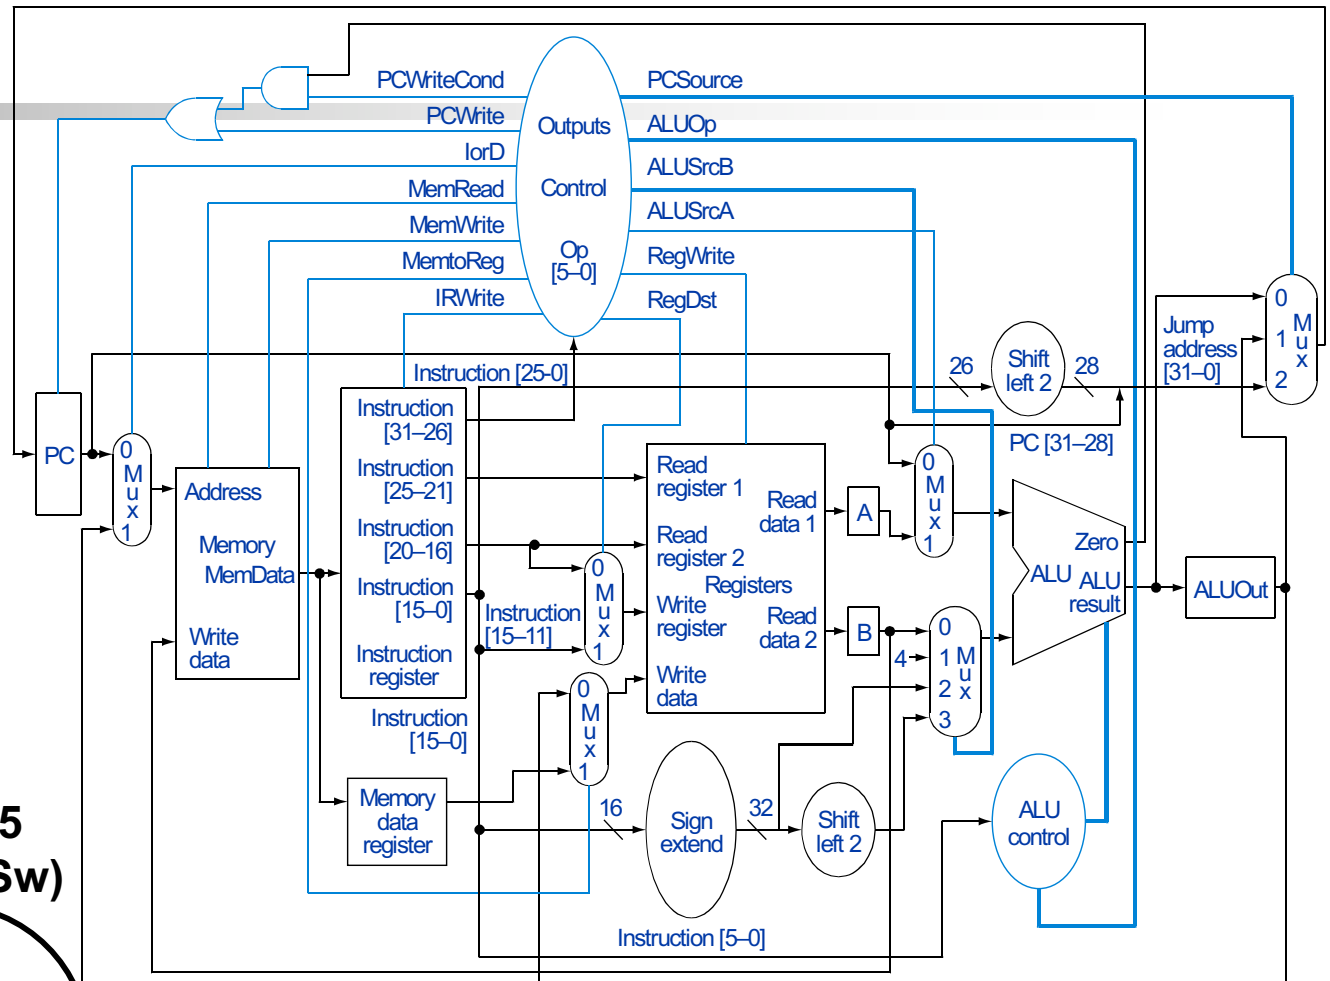 PCWriteCond
PCWrite
IorD
MemRead
MemWrite
MemtoReg
IRWrite
Outputs
Control
Op
[5–0]
PCSource
ALUOp
ALUSrcB
ALUSrcA
RegWrite
RegDst
Instruction [25-0]
26
Shift
left 2
28
Jump
address
[31–0]
0
1
2
M
u
x
PC [31–28]
PC
0
M
u
x
1
Address
Memory
MemData
Write
data
Instruction
[31–26]
Instruction
[25–21]
Instruction
[20–16]
Instruction
[15–0]
Instruction
register
Instruction
[15–0]
Instruction
[15–11]
0
M
u
x
1
Read
register 1
Read
register 2
Registers
Write
register
Write
data
Read
data 1
Read
data 2
A
B
0
M
u
x
1
4
0
1
2
3
M
u
x
Zero
ALU
ALU
result
ALUOut
0
M
u
x
1
Memory
data
register
16
Sign
extend
32
Shift
left 2
ALU
control
Instruction [5–0]
5
Sw)